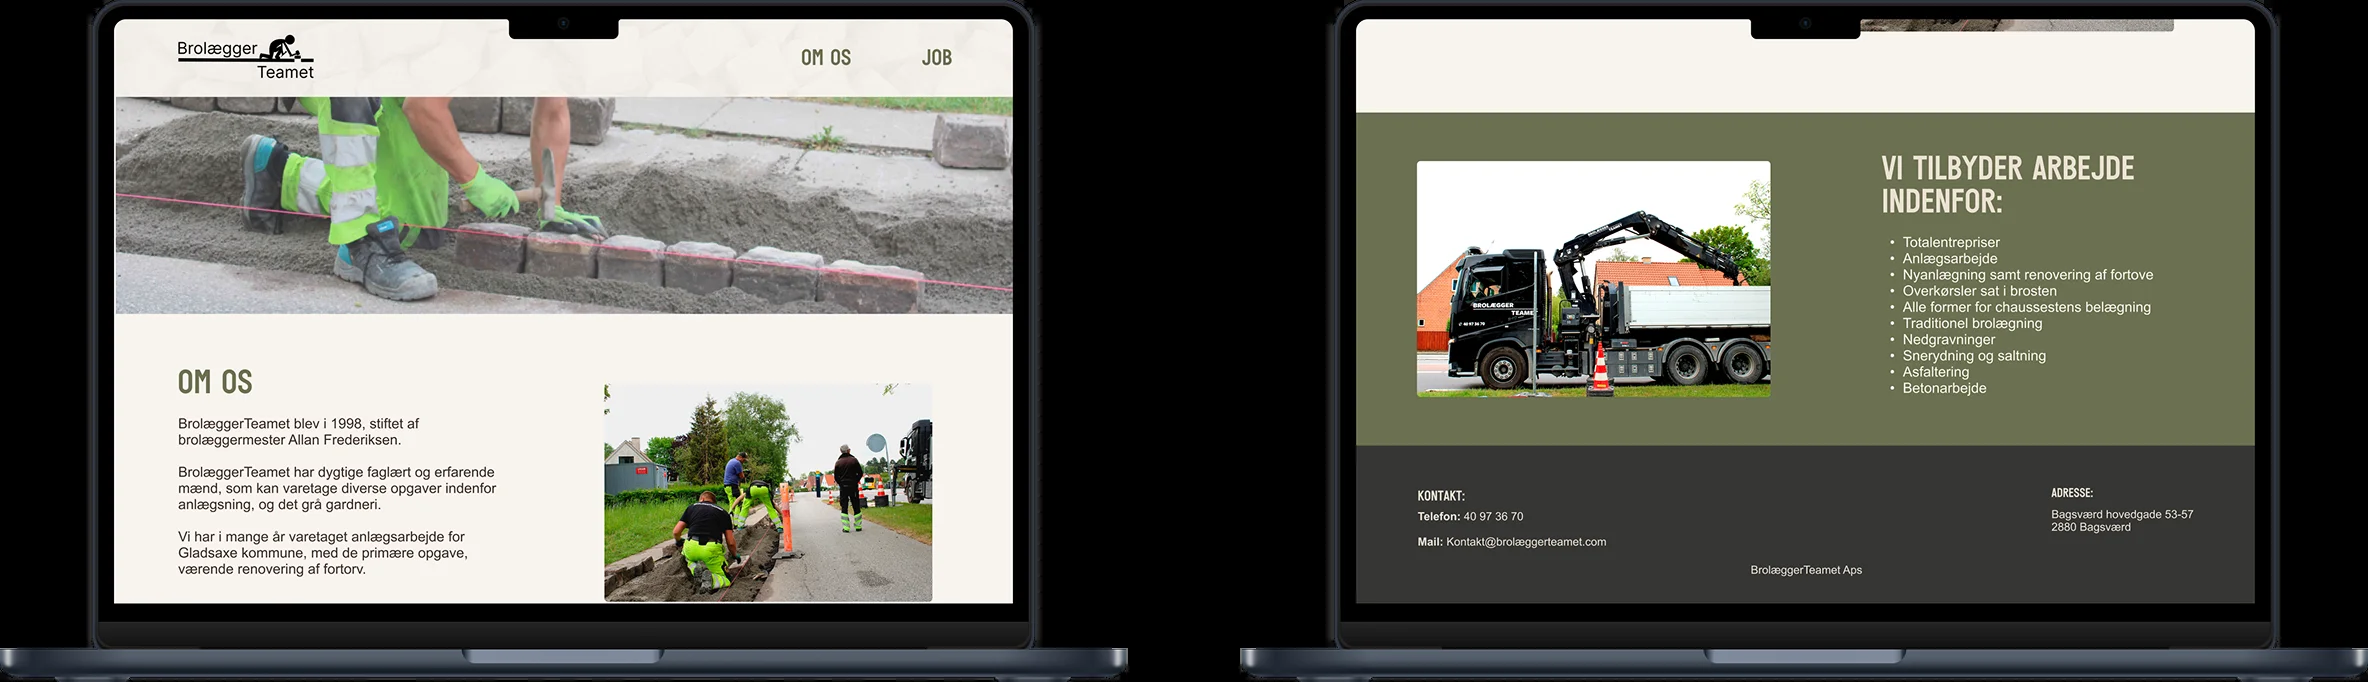 Brolægger
Teamet
OM OS
JOB
OM OS
BrolæggerTeamet blev i 1998, stiftet af
brolæggermester Allan Frederiksen.
BrolæggerTeamet har dygtige faglært og erfarende
mænd, som kan varetage diverse opgaver indenfor
anlægsning, og det grå gardneri.
Vi har i mange år varetaget anlægsarbejde for
Gladsaxe kommune, med de primære opgave,
værende renovering af fortorv.
BROLÆGGER
TEAMET
40 97 36 70
VI TILBYDER ARBEJDE
INDENFOR:
• Totalentrepriser
• Anlægsarbejde
• Nyanlægning samt renovering af fortove
• Overkørsler sat i brosten
• Alle former for chaussestens belægning
• Traditionel brolægning
• Nedgravninger
• Snerydning og saltning
• Asfaltering
• Betonarbejde
KONTAKT:
Telefon: 40 97 36 70
Mail: Kontakt@brolæggerteamet.com
ADRESSE:
Bagsværd hovedgade 53-57
2880 Bagsværd
BrolæggerTeamet Aps